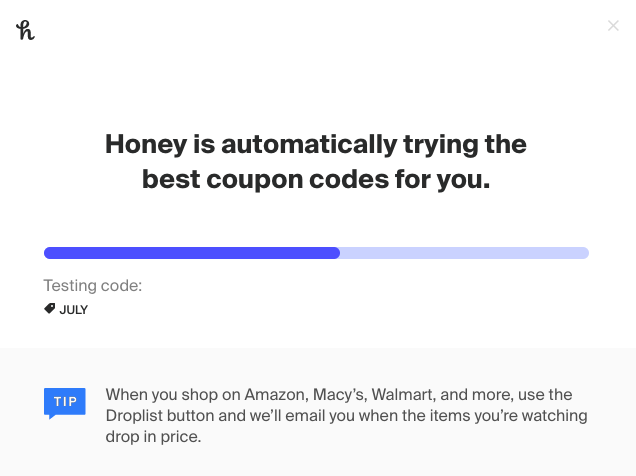 h
Honey is automatically trying the
best coupon codes for you.
Testing code:
JULY
TIP
When you shop on Amazon, Macy’s, Walmart, and more, use the
Droplist button and we’ll email you when the items you’re watching
drop in price.